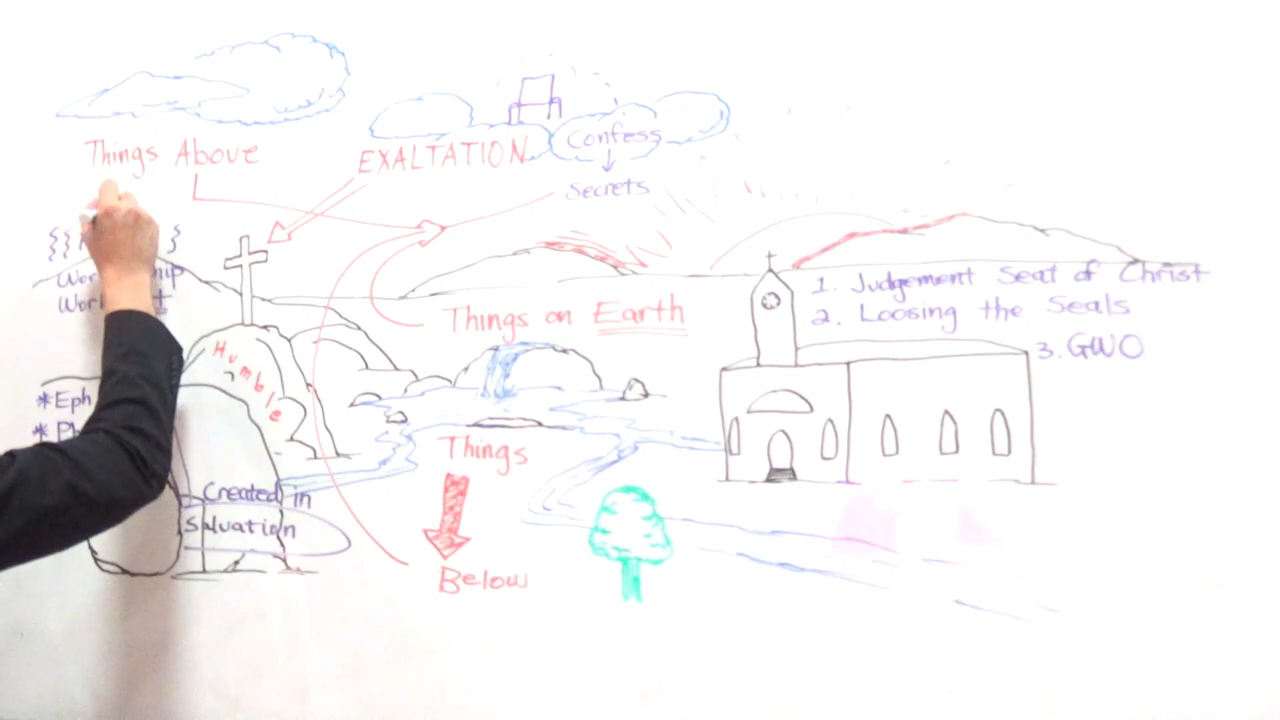 Things Above
EXALTATION
Confess
Secrets
Humble
Things on Earth
1. Judgement Seat of Christ
2. Loosing the Seals
3. GWO
*Eph
Things
Below
Created in
Salvation